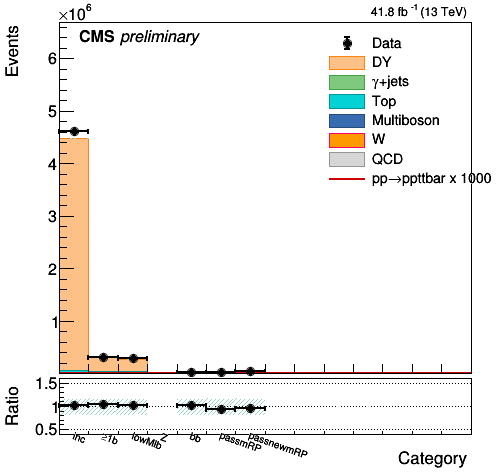 ×10⁶
41.8 fb⁻¹ (13 TeV)
CMS preliminary
Events
6
5
4
3
2
1
Data
DY
γ+jets
Top
Multiboson
W
QCD
pp→ppttbar x 1000
Ratio
1.5
1
0.5
inc
≥1b
lowMlb
Z
bb
passmRP
passnewmRP
Category